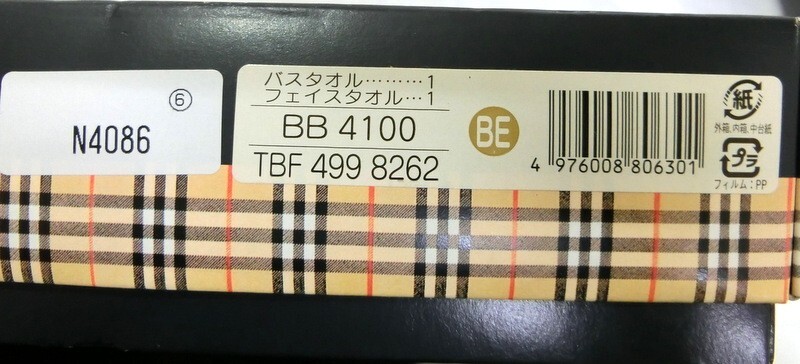 ⑥
N4086
バスタオル………1
フェイスタオル…1
BB 4100
TBF 499 8262
BE
4 976008 806301
紙
外箱、内箱、中台紙
プラ
フィルム:PP